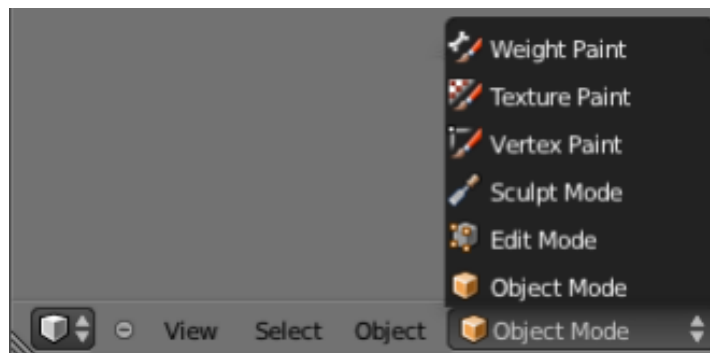 Weight Paint
Texture Paint
Vertex Paint
Sculpt Mode
Edit Mode
Object Mode
View Select Object Object Mode